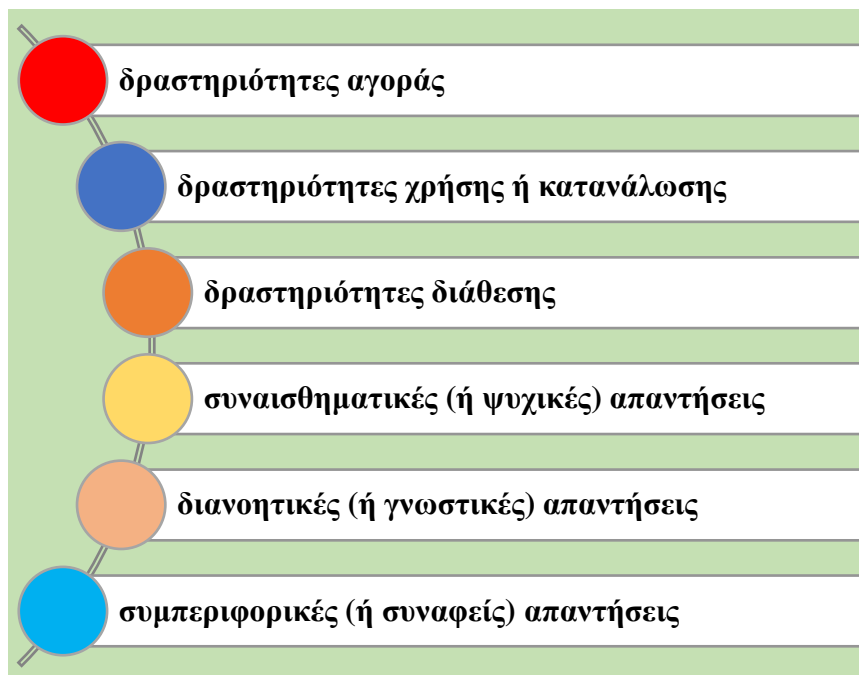 δραστηριότητες αγοράς
δραστηριότητες χρήσης ή κατανάλωσης
δραστηριότητες διάθεσης
συναισθηματικές (ή ψυχικές) απαντήσεις
διανοητικές (ή γνωστικές) απαντήσεις
συμπεριφορικές (ή συναφείς) απαντήσεις